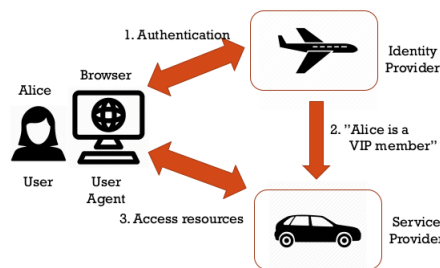 1. Authentication
Identity
Provider
Browser
Alice
2. "Alice is a
VIP member"
User
User
Agent
3. Access resources
Service
Provider